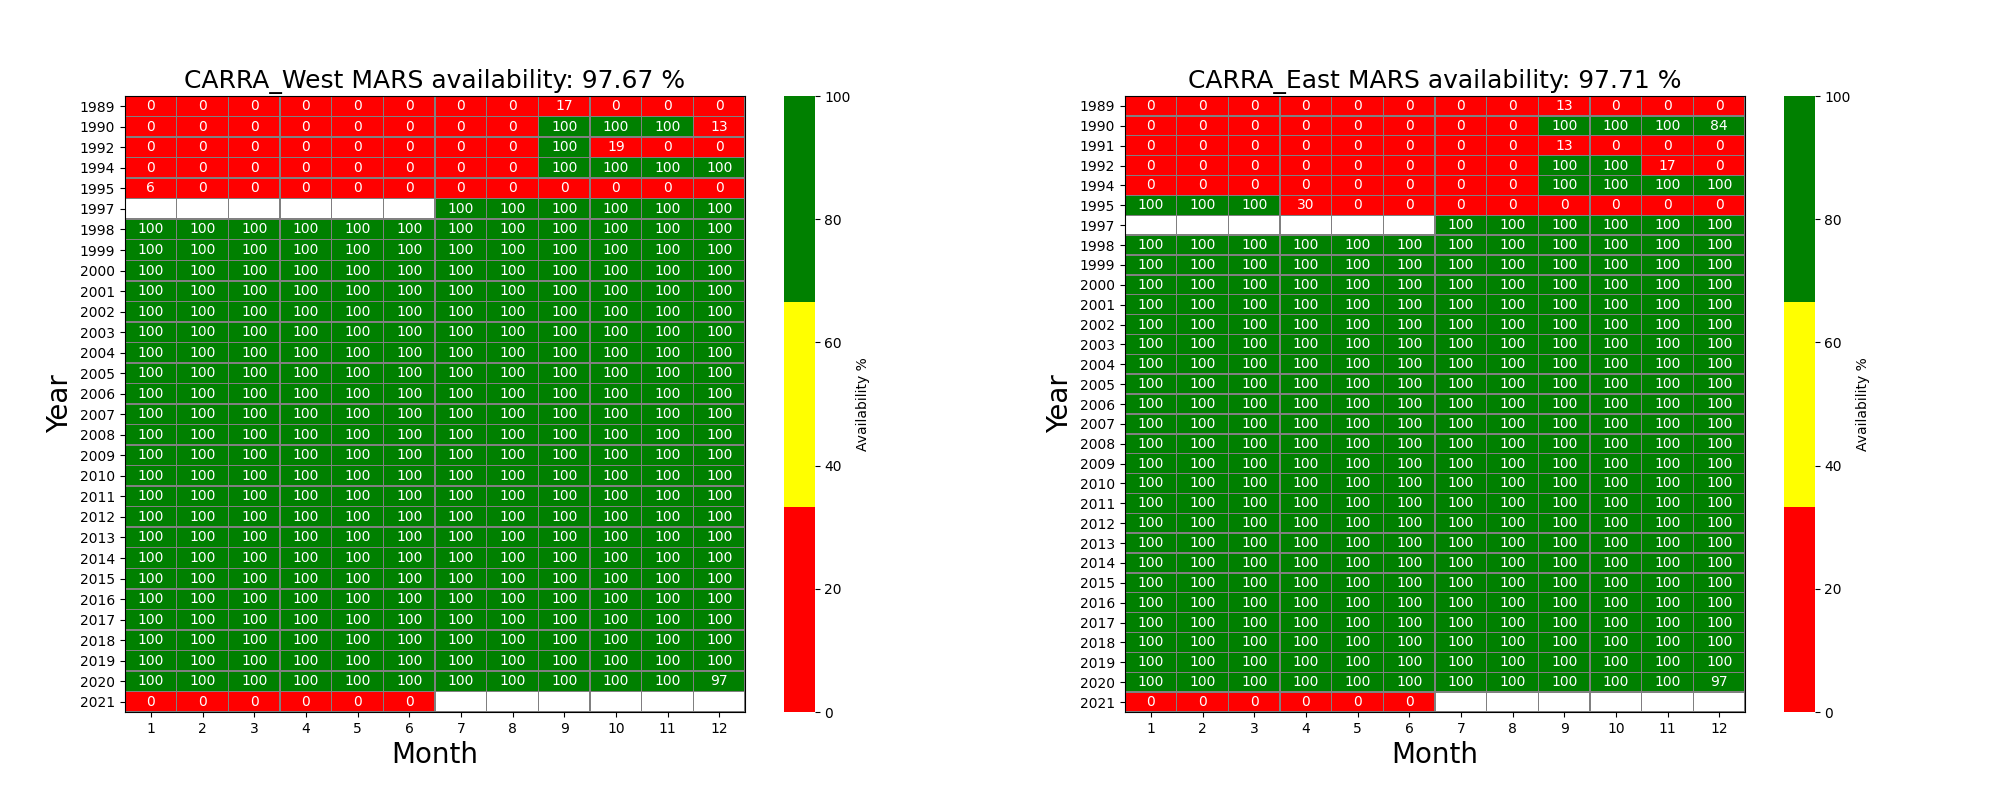 CARRA_West MARS availability: 97.67 %
Year
1989 0 0 0 0 0 0 0 0 17 0 0 0
1990 0 0 0 0 0 0 0 0 100 100 100 13
1992 0 0 0 0 0 0 0 0 100 19 0 0
1994 0 0 0 0 0 0 0 0 100 100 100 100
1995 6 0 0 0 0 0 0 0 0 0 0 0
1997 100 100 100 100 100 100
1998 100 100 100 100 100 100 100 100 100 100 100 100
1999 100 100 100 100 100 100 100 100 100 100 100 100
2000 100 100 100 100 100 100 100 100 100 100 100 100
2001 100 100 100 100 100 100 100 100 100 100 100 100
2002 100 100 100 100 100 100 100 100 100 100 100 100
2003 100 100 100 100 100 100 100 100 100 100 100 100
2004 100 100 100 100 100 100 100 100 100 100 100 100
2005 100 100 100 100 100 100 100 100 100 100 100 100
2006 100 100 100 100 100 100 100 100 100 100 100 100
2007 100 100 100 100 100 100 100 100 100 100 100 100
2008 100 100 100 100 100 100 100 100 100 100 100 100
2009 100 100 100 100 100 100 100 100 100 100 100 100
2010 100 100 100 100 100 100 100 100 100 100 100 100
2011 100 100 100 100 100 100 100 100 100 100 100 100
2012 100 100 100 100 100 100 100 100 100 100 100 100
2013 100 100 100 100 100 100 100 100 100 100 100 100
2014 100 100 100 100 100 100 100 100 100 100 100 100
2015 100 100 100 100 100 100 100 100 100 100 100 100
2016 100 100 100 100 100 100 100 100 100 100 100 100
2017 100 100 100 100 100 100 100 100 100 100 100 100
2018 100 100 100 100 100 100 100 100 100 100 100 100
2019 100 100 100 100 100 100 100 100 100 100 100 100
2020 100 100 100 100 100 100 100 100 100 100 100 97
2021 0 0 0 0 0 0
1 2 3 4 5 6 7 8 9 10 11 12
Month
100
80
60
40
20
0
Availability %
CARRA_East MARS availability: 97.71 %
Year
1989 0 0 0 0 0 0 0 0 13 0 0 0
1990 0 0 0 0 0 0 0 0 100 100 100 84
1991 0 0 0 0 0 0 0 0 13 0 0 0
1992 0 0 0 0 0 0 0 0 100 100 17 0
1994 0 0 0 0 0 0 0 0 100 100 100 100
1995 100 100 100 30 0 0 0 0 0 0 0 0
1997 100 100 100 100 100 100
1998 100 100 100 100 100 100 100 100 100 100 100 100
1999 100 100 100 100 100 100 100 100 100 100 100 100
2000 100 100 100 100 100 100 100 100 100 100 100 100
2001 100 100 100 100 100 100 100 100 100 100 100 100
2002 100 100 100 100 100 100 100 100 100 100 100 100
2003 100 100 100 100 100 100 100 100 100 100 100 100
2004 100 100 100 100 100 100 100 100 100 100 100 100
2005 100 100 100 100 100 100 100 100 100 100 100 100
2006 100 100 100 100 100 100 100 100 100 100 100 100
2007 100 100 100 100 100 100 100 100 100 100 100 100
2008 100 100 100 100 100 100 100 100 100 100 100 100
2009 100 100 100 100 100 100 100 100 100 100 100 100
2010 100 100 100 100 100 100 100 100 100 100 100 100
2011 100 100 100 100 100 100 100 100 100 100 100 100
2012 100 100 100 100 100 100 100 100 100 100 100 100
2013 100 100 100 100 100 100 100 100 100 100 100 100
2014 100 100 100 100 100 100 100 100 100 100 100 100
2015 100 100 100 100 100 100 100 100 100 100 100 100
2016 100 100 100 100 100 100 100 100 100 100 100 100
2017 100 100 100 100 100 100 100 100 100 100 100 100
2018 100 100 100 100 100 100 100 100 100 100 100 100
2019 100 100 100 100 100 100 100 100 100 100 100 100
2020 100 100 100 100 100 100 100 100 100 100 100 97
2021 0 0 0 0 0 0
1 2 3 4 5 6 7 8 9 10 11 12
Month
100
80
60
40
20
0
Availability %